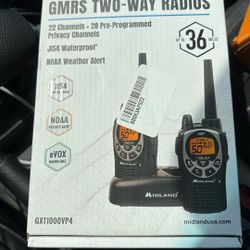 GMRS TWO-WAY RADIOS
22 Channels + 28 Pre-Programmed
Privacy Channels
JIS4 Waterproof*
NOAA Weather Alert
UP TO
36
MILES
JIS4
NOAA
eVOX
MIDLAND
MIDLAND
GXT1000VP4
midlandusa.com